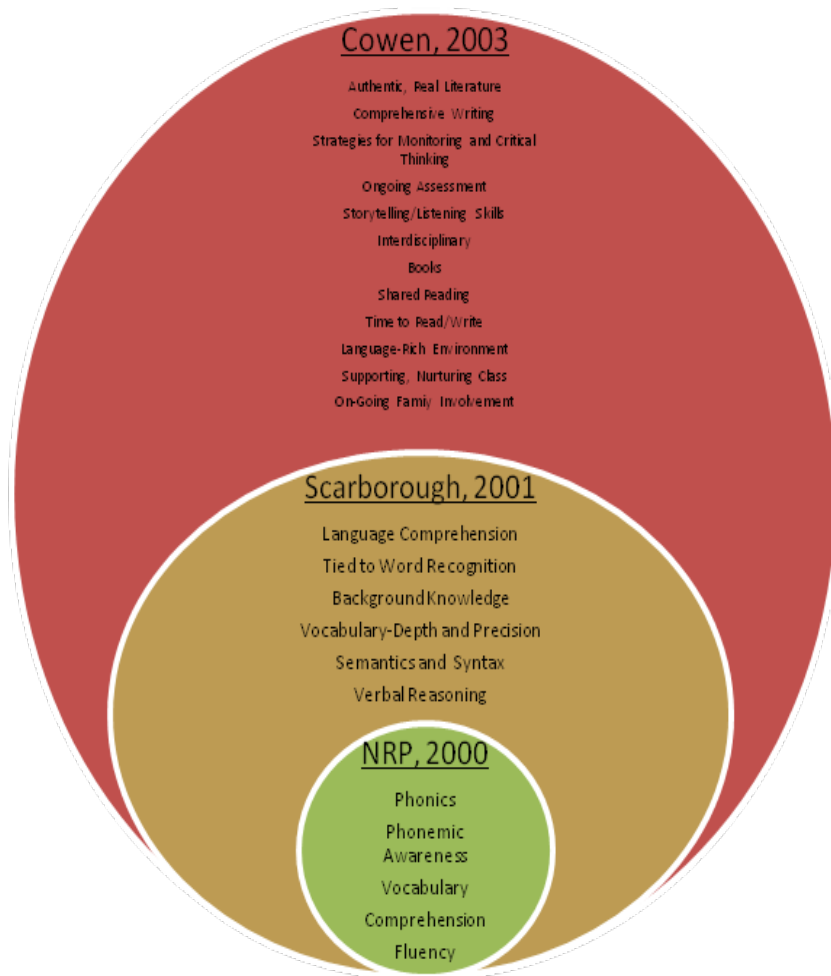 Cowen, 2003
Authentic, Real Literature
Comprehensive Writing
Strategies for Monitoring and Critical
Thinking
Ongoing Assessment
Storytelling/Listening Skills
Interdisciplinary
Books
Shared Reading
Time to Read/Write
Language-Rich Environment
Supporting, Nurturing Class
On-Going Famiy Involvement
Scarborough, 2001
Language Comprehension
Tied to Word Recognition
Background Knowledge
Vocabulary-Depth and Precision
Semantics and Syntax
Verbal Reasoning
NRP, 2000
Phonics
Phonemic
Awareness
Vocabulary
Comprehension
Fluency